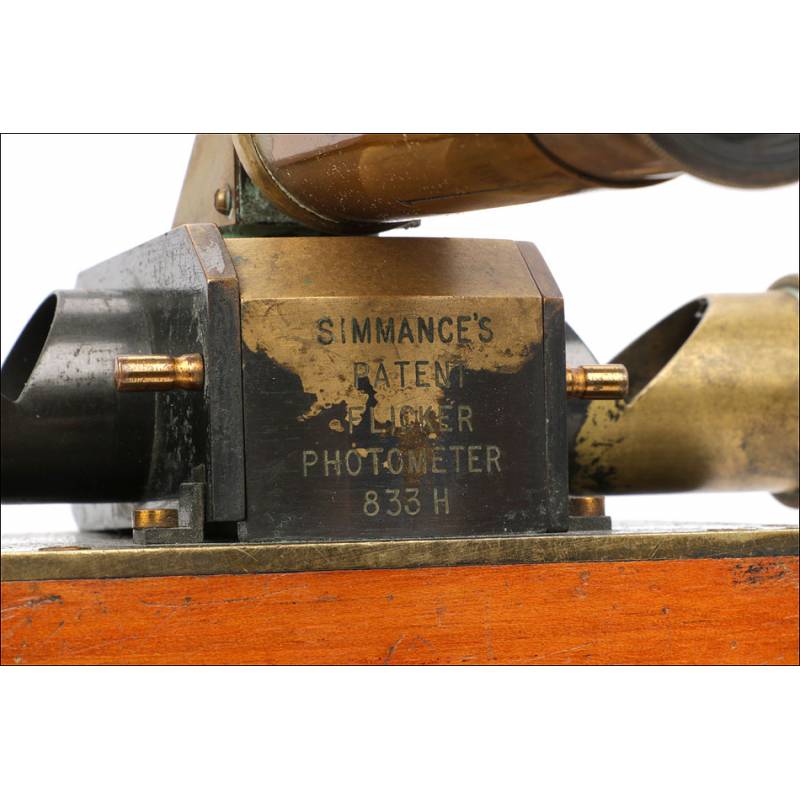 SIMMANCE'S
PATENT
FLICKER
PHOTOMETER
833 H